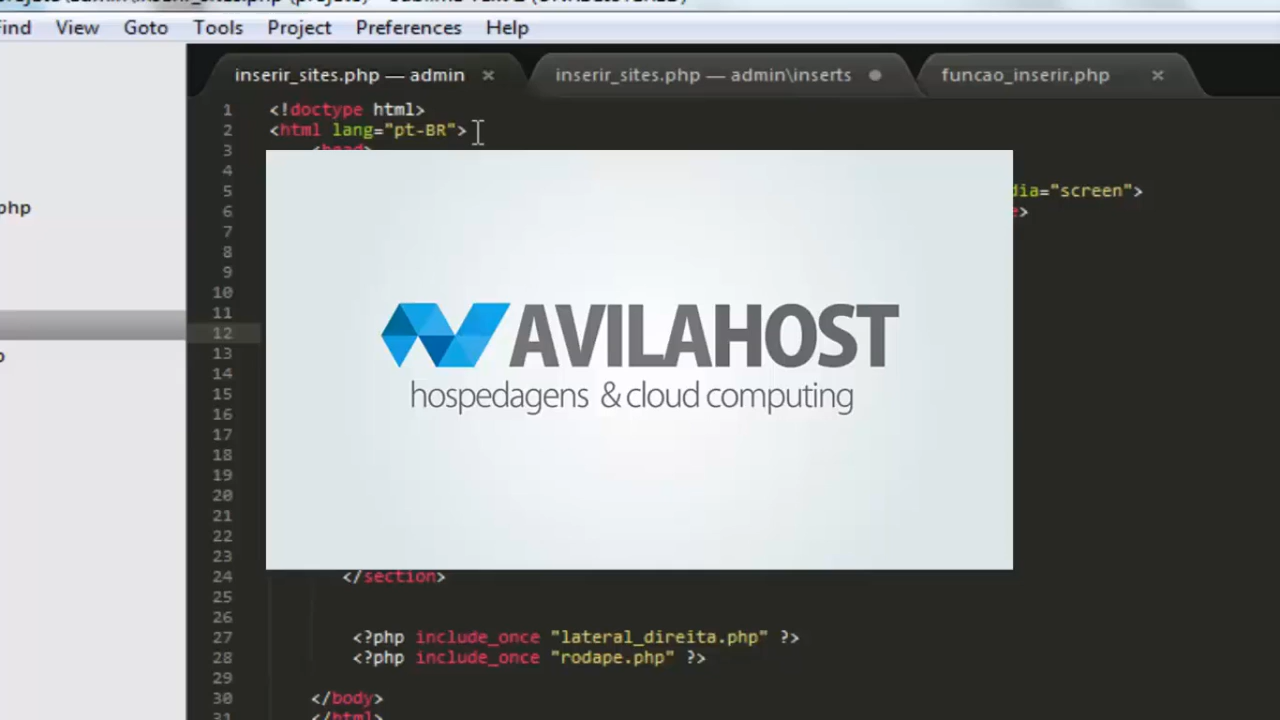 Find View Goto Tools Project Preferences Help
inserir_sites.php — admin × inserir_sites.php — admin\inserts funcao_inserir.php ×
php
1 <!doctype html>
2 <html lang="pt-BR">
3 <head>
4
5 dia="screen">
6 e>
7
8
9
10
11
12
13
14
15
16
17
18
19
20
21
22
23
24 </section>
25
26
27 <?php include_once "lateral_direita.php" ?>
28 <?php include_once "rodape.php" ?>
29
30 </body>
31 </html>
AVILAHOST
hospedagens & cloud computing